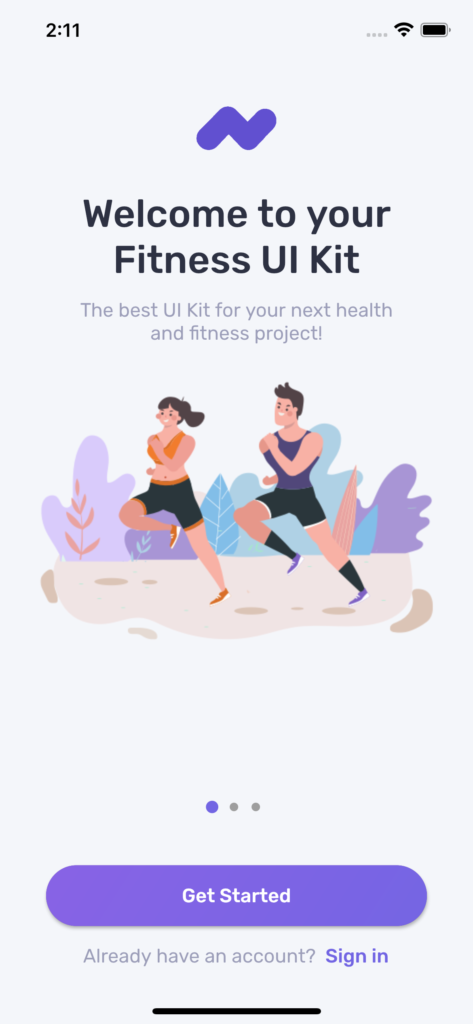 2:11
Welcome to your
Fitness UI Kit
The best UI Kit for your next health
and fitness project!
Get Started
Already have an account? Sign in